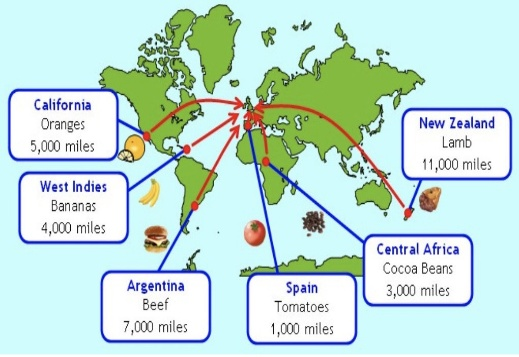 California
Oranges
5,000 miles
West Indies
Bananas
4,000 miles
Argentina
Beef
7,000 miles
Spain
Tomatoes
1,000 miles
Central Africa
Cocoa Beans
3,000 miles
New Zealand
Lamb
11,000 miles